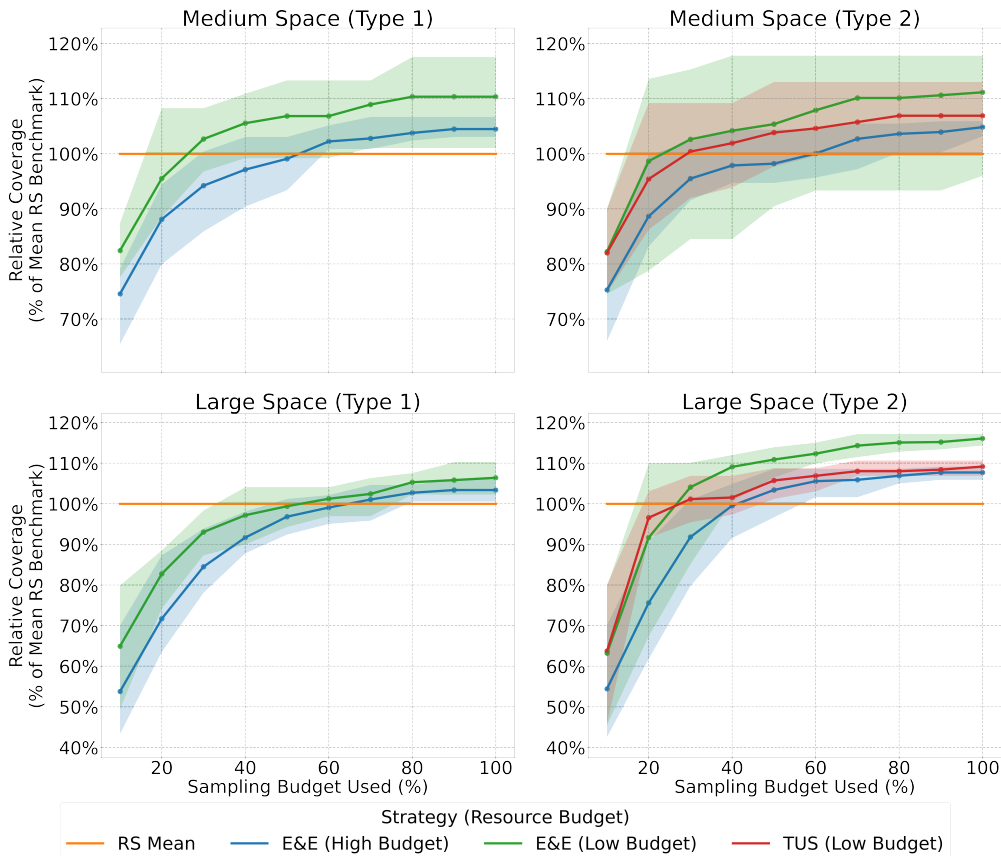 Medium Space (Type 1)
Medium Space (Type 2)
Relative Coverage
(% of Mean RS Benchmark)
120%
110%
100%
90%
80%
70%
120%
110%
100%
90%
80%
70%
Large Space (Type 1)
Large Space (Type 2)
Relative Coverage
(% of Mean RS Benchmark)
120%
110%
100%
90%
80%
70%
60%
50%
40%
120%
110%
100%
90%
80%
70%
60%
50%
40%
20 40 60 80 100
20 40 60 80 100
Sampling Budget Used (%)
Sampling Budget Used (%)
Strategy (Resource Budget)
RS Mean E&E (High Budget) E&E (Low Budget) TUS (Low Budget)